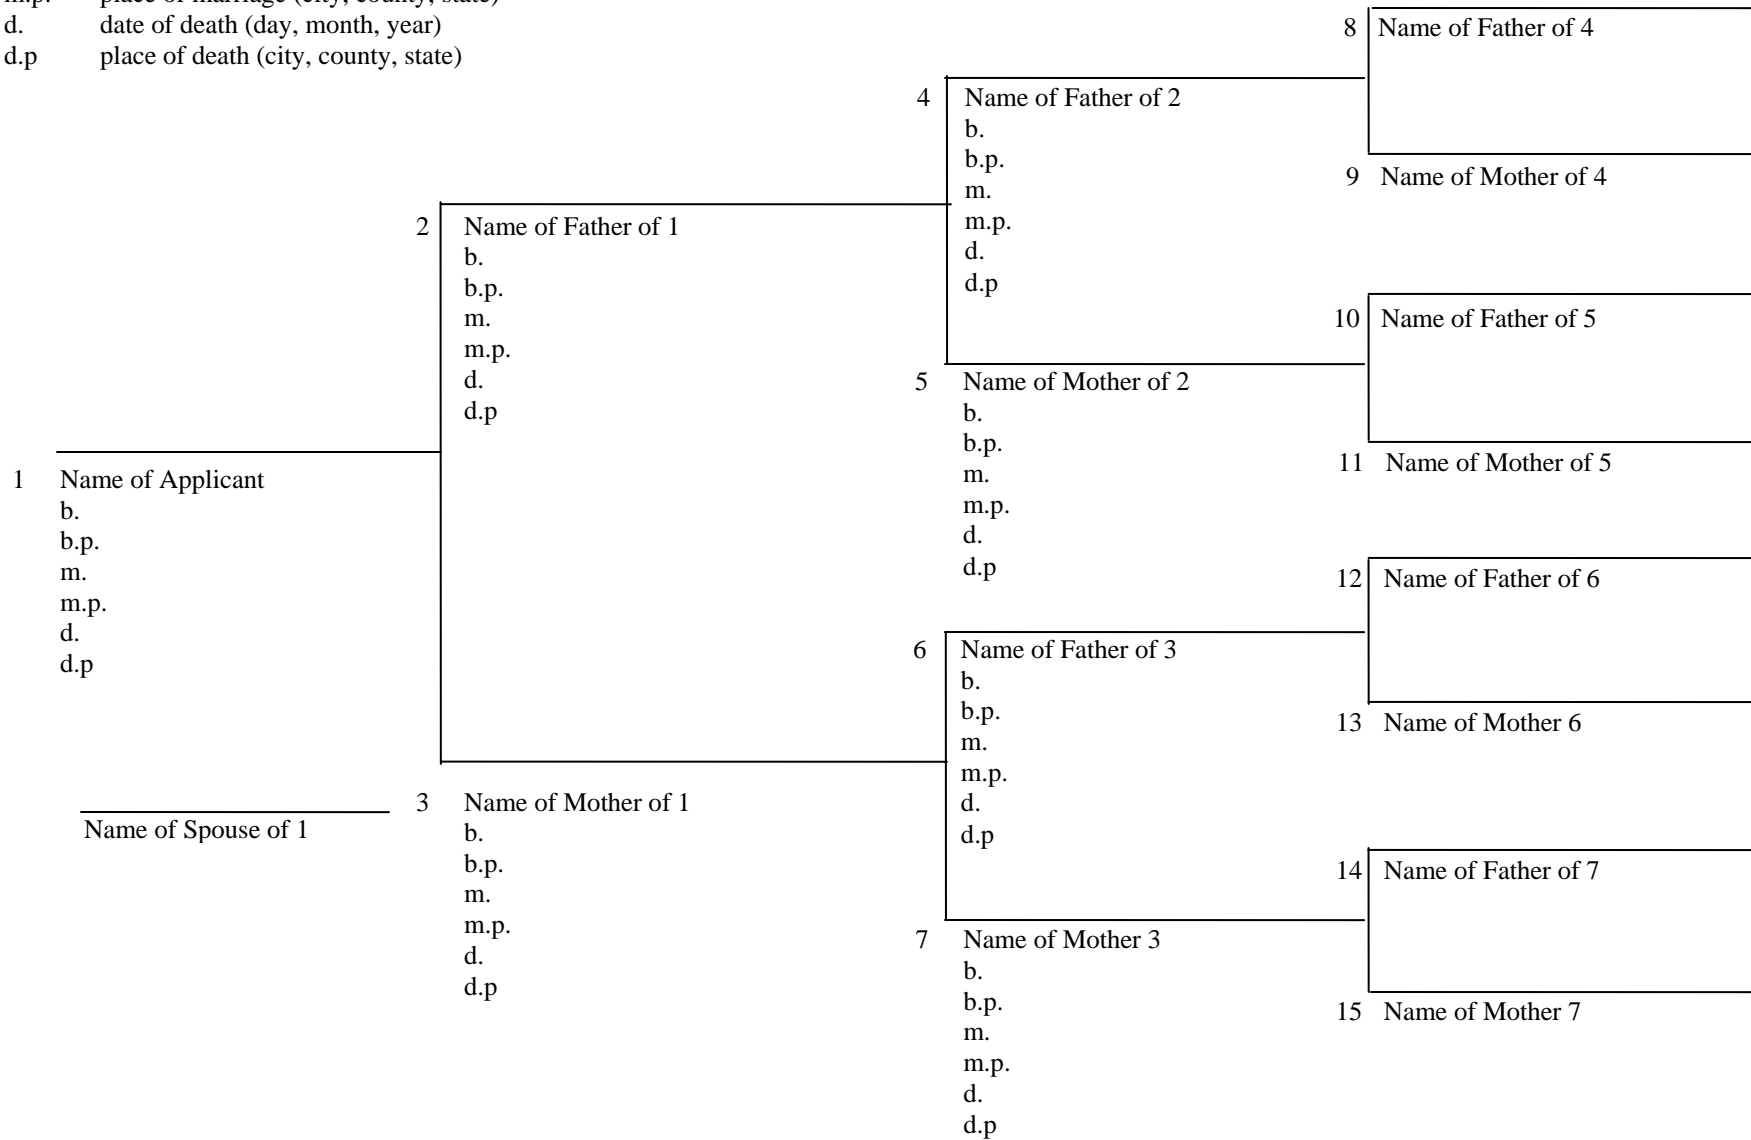 m.p. place of marriage (city, county, state)
d. date of death (day, month, year)
d.p place of death (city, county, state)
1 Name of Applicant
b.
b.p.
m.
m.p.
d.
d.p
Name of Spouse of 1
2 Name of Father of 1
b.
b.p.
m.
m.p.
d.
d.p
3 Name of Mother of 1
b.
b.p.
m.
m.p.
d.
d.p
4 Name of Father of 2
b.
b.p.
m.
m.p.
d.
d.p
5 Name of Mother of 2
b.
b.p.
m.
m.p.
d.
d.p
6 Name of Father of 3
b.
b.p.
m.
m.p.
d.
d.p
7 Name of Mother 3
b.
b.p.
m.
m.p.
d.
d.p
8 Name of Father of 4
9 Name of Mother of 4
10 Name of Father of 5
11 Name of Mother of 5
12 Name of Father of 6
13 Name of Mother 6
14 Name of Father of 7
15 Name of Mother 7